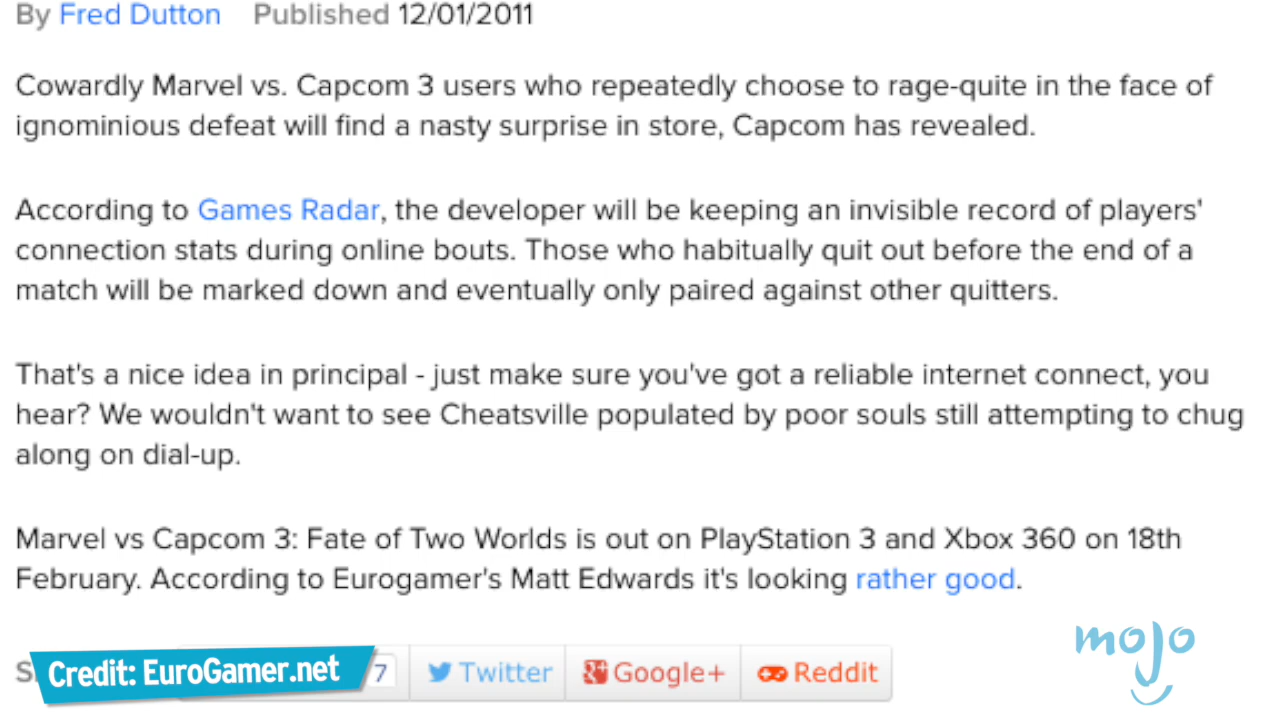 By Fred Dutton Published 12/01/2011
Cowardly Marvel vs. Capcom 3 users who repeatedly choose to rage-quite in the face of
ignominious defeat will find a nasty surprise in store, Capcom has revealed.
According to Games Radar, the developer will be keeping an invisible record of players'
connection stats during online bouts. Those who habitually quit out before the end of a
match will be marked down and eventually only paired against other quitters.
That's a nice idea in principal - just make sure you've got a reliable internet connect, you
hear? We wouldn't want to see Cheatsville populated by poor souls still attempting to chug
along on dial-up.
Marvel vs Capcom 3: Fate of Two Worlds is out on PlayStation 3 and Xbox 360 on 18th
February. According to Eurogamer's Matt Edwards it's looking rather good.
Credit: EuroGamer.net 7 Twitter Google+ Reddit
mojo